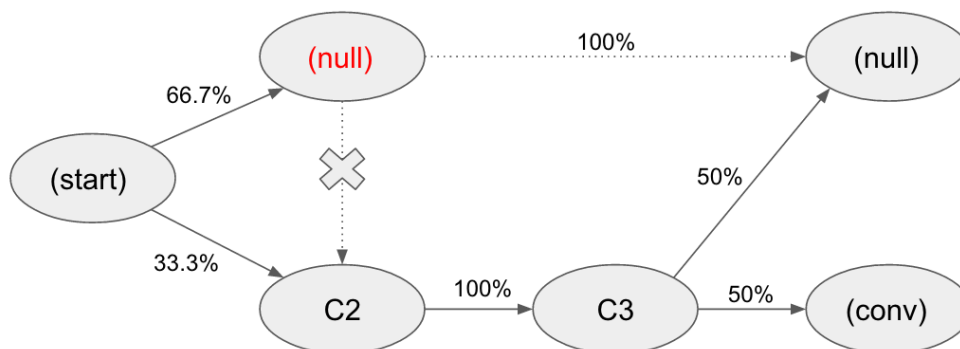 (null)
100%
(null)
66.7%
(start)
50%
33.3%
C2
100%
C3
50%
(conv)